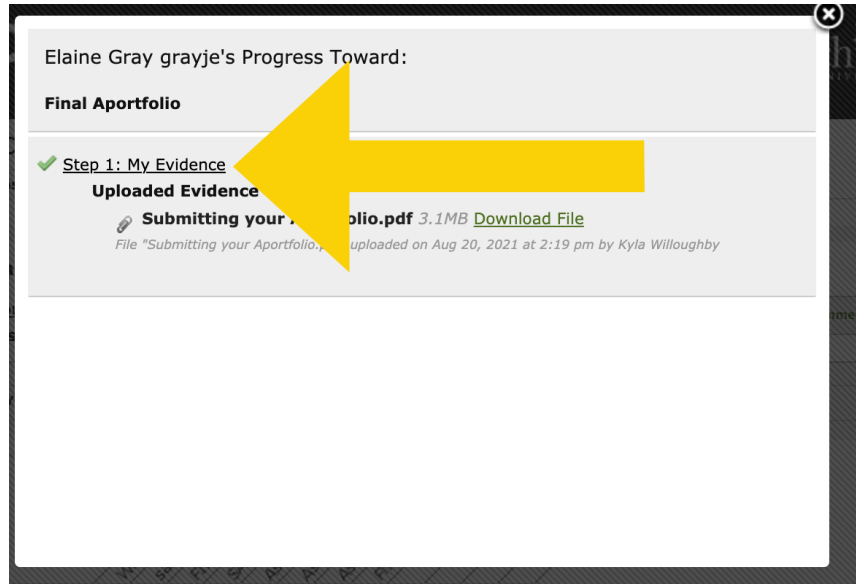 Elaine Gray grayje's Progress Toward:
Final Aportfolio
Step 1: My Evidence
Uploaded Evidence
Submitting your olio.pdf 3.1MB Download File
File "Submitting your Aportfolio.p uploaded on Aug 20, 2021 at 2:19 pm by Kyla Willoughby